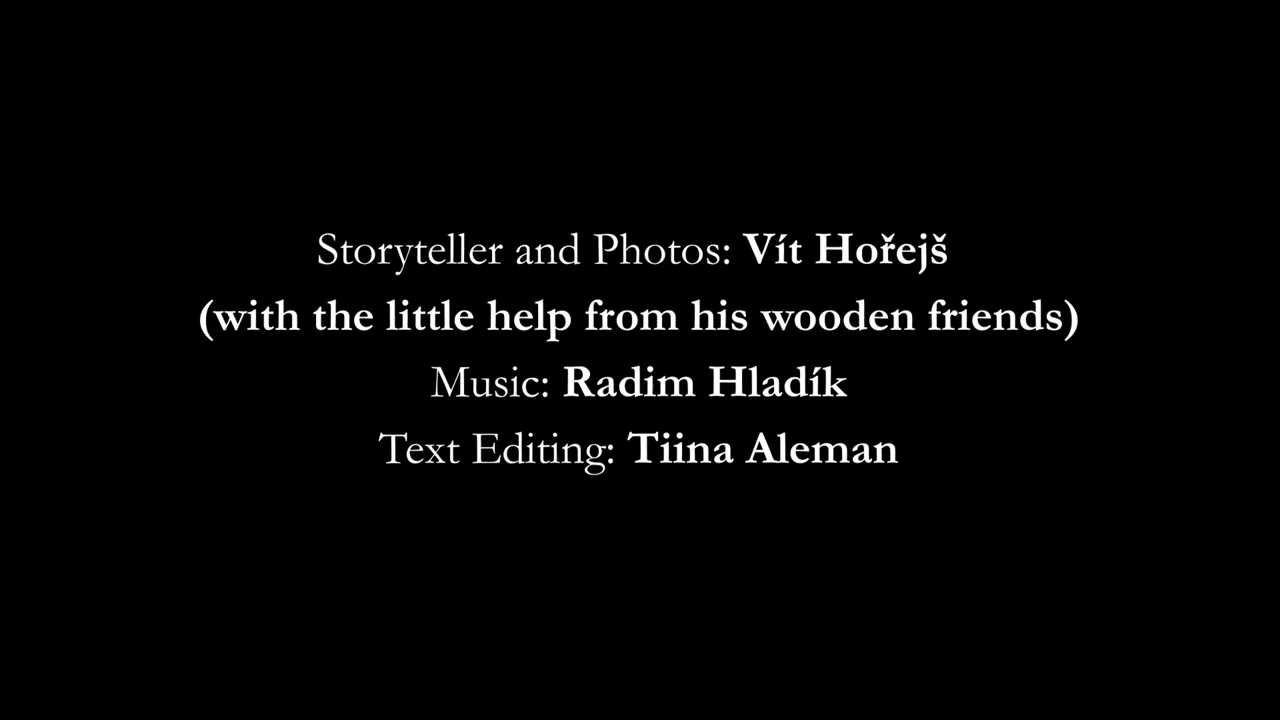 Storyteller and Photos: Vít Hořejš
(with the little help from his wooden friends)
Music: Radim Hladík
Text Editing: Tiina Aleman